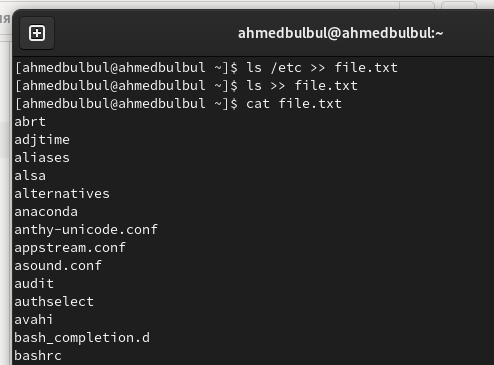 ahmedbulbul@ahmedbulbul:~
[ahmedbulbul@ahmedbulbul ~]$ ls /etc >> file.txt
[ahmedbulbul@ahmedbulbul ~]$ ls >> file.txt
[ahmedbulbul@ahmedbulbul ~]$ cat file.txt
abrt
adjtime
aliases
alsa
alternatives
anaconda
anthy-unicode.conf
appstream.conf
asound.conf
audit
authselect
avahi
bash_completion.d
bashrc